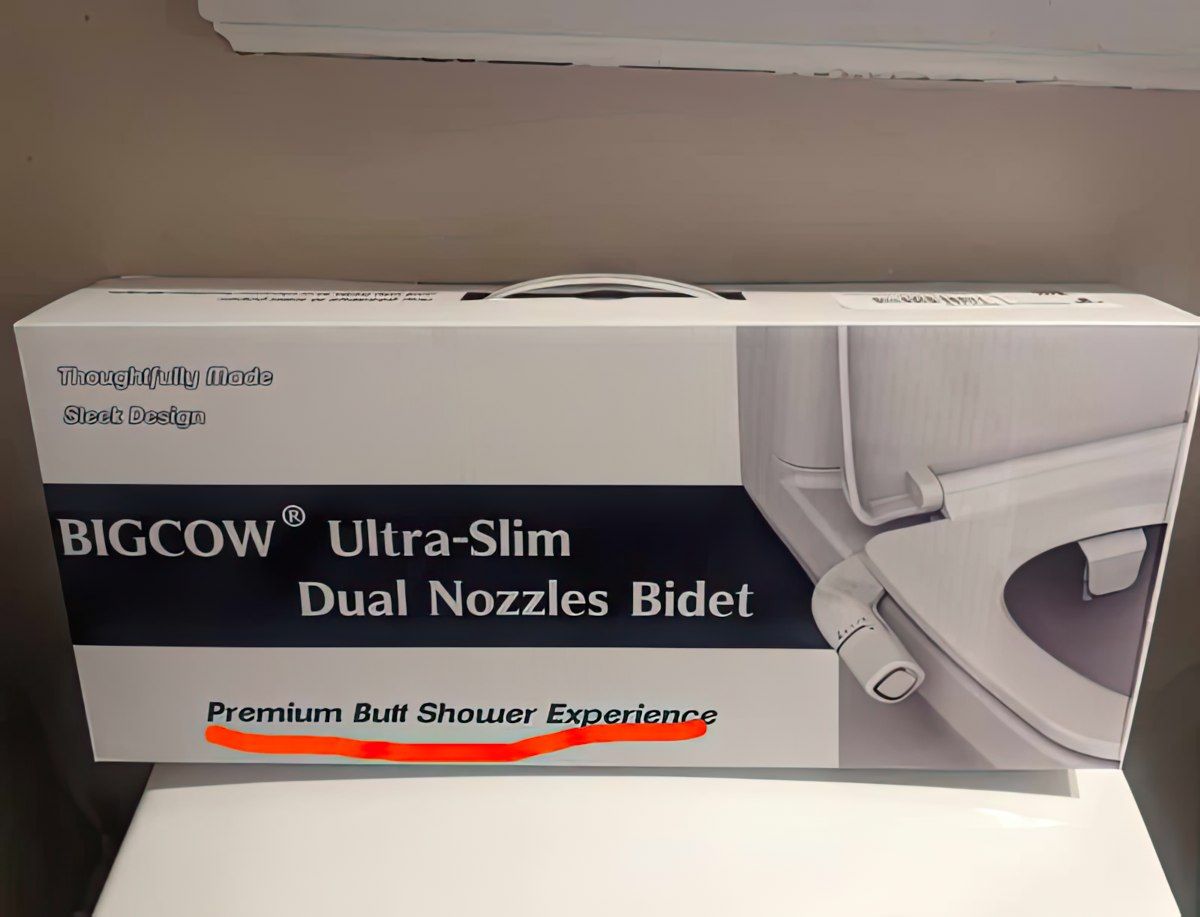 Thoughtfully Made
Sleek Design
BIGCOW® Ultra-Slim
Dual Nozzles Bidet
Premium Butt Shower Experience